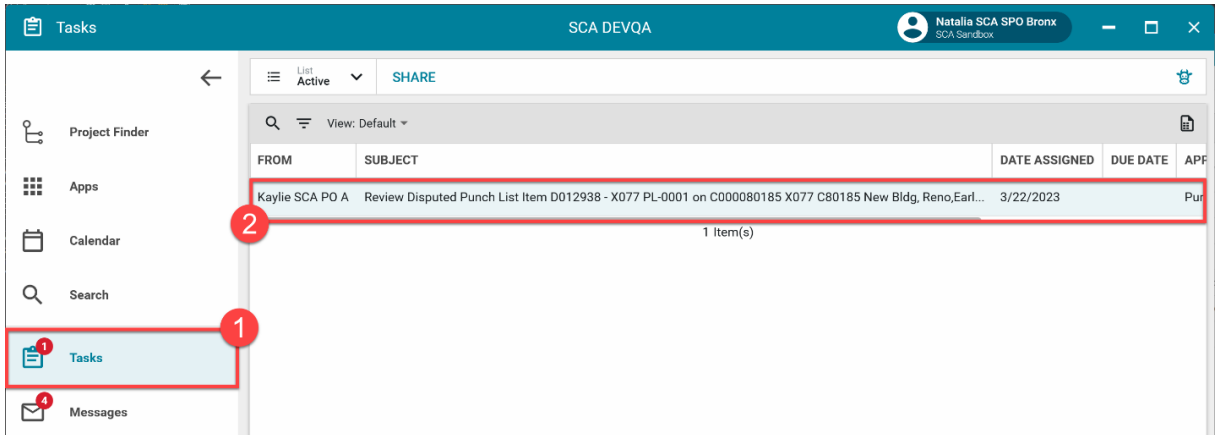 Tasks
SCA DEVQA
Natalia SCA SPO Bronx
SCA Sandbox
List
Active
SHARE
Project Finder
View: Default
FROM SUBJECT DATE ASSIGNED DUE DATE APP
Apps
Kaylie SCA PO A Review Disputed Punch List Item D012938 - X077 PL-0001 on C000080185 X077 C80185 New Bldg, Reno,Earl... 3/22/2023 Pur
2
1 Item(s)
Calendar
Search
1
1
Tasks
4
Messages